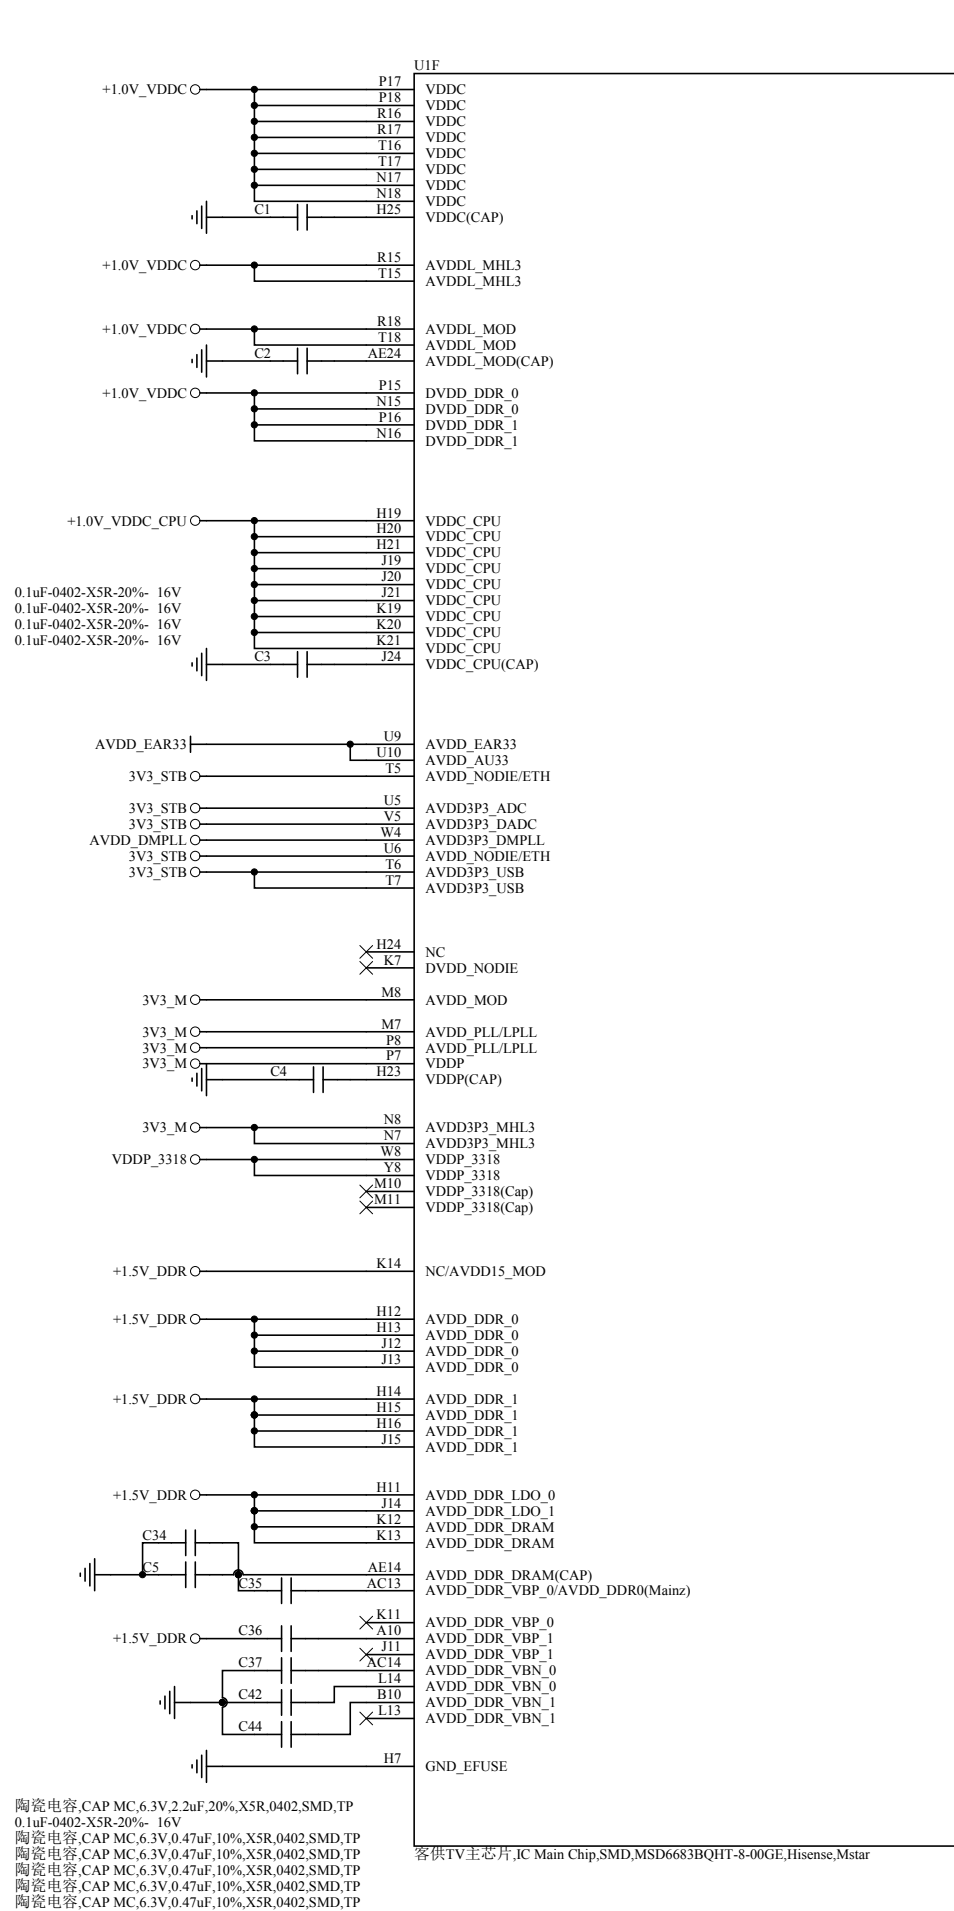 U1F
+1.0V_VDDC P17 VDDC
P18 VDDC
R16 VDDC
R17 VDDC
T16 VDDC
T17 VDDC
N17 VDDC
N18 VDDC
C1 H25 VDDC(CAP)
+1.0V_VDDC R15 AVDDL_MHL3
T15 AVDDL_MHL3
+1.0V_VDDC R18 AVDDL_MOD
T18 AVDDL_MOD
C2 AE24 AVDDL_MOD(CAP)
+1.0V_VDDC P15 DVDD_DDR_0
N15 DVDD_DDR_0
P16 DVDD_DDR_1
N16 DVDD_DDR_1
+1.0V_VDDC_CPU H19 VDDC_CPU
H20 VDDC_CPU
H21 VDDC_CPU
J19 VDDC_CPU
J20 VDDC_CPU
0.1uF-0402-X5R-20%- 16V J21 VDDC_CPU
0.1uF-0402-X5R-20%- 16V K19 VDDC_CPU
0.1uF-0402-X5R-20%- 16V K20 VDDC_CPU
0.1uF-0402-X5R-20%- 16V K21 VDDC_CPU
C3 J24 VDDC_CPU(CAP)
AVDD_EAR33 U9 AVDD_EAR33
U10 AVDD_AU33
3V3_STB T5 AVDD_NODIE/ETH
3V3_STB U5 AVDD3P3_ADC
3V3_STB V5 AVDD3P3_DADC
AVDD_DMPLL W4 AVDD3P3_DMPLL
3V3_STB U6 AVDD_NODIE/ETH
3V3_STB T6 AVDD3P3_USB
T7 AVDD3P3_USB
H24 NC
K7 DVDD_NODIE
3V3_M M8 AVDD_MOD
3V3_M M7 AVDD_PLL/LPLL
3V3_M P8 AVDD_PLL/LPLL
3V3_M P7 VDDP
C4 H23 VDDP(CAP)
3V3_M N8 AVDD3P3_MHL3
N7 AVDD3P3_MHL3
VDDP_3318 W8 VDDP_3318
Y8 VDDP_3318
M10 VDDP_3318(Cap)
M11 VDDP_3318(Cap)
+1.5V_DDR K14 NC/AVDD15_MOD
+1.5V_DDR H12 AVDD_DDR_0
H13 AVDD_DDR_0
J12 AVDD_DDR_0
J13 AVDD_DDR_0
+1.5V_DDR H14 AVDD_DDR_1
H15 AVDD_DDR_1
H16 AVDD_DDR_1
J15 AVDD_DDR_1
+1.5V_DDR H11 AVDD_DDR_LDO_0
J14 AVDD_DDR_LDO_1
K12 AVDD_DDR_DRAM
C34 K13 AVDD_DDR_DRAM
C5 AE14 AVDD_DDR_DRAM(CAP)
C35 AC13 AVDD_DDR_VBP_0/AVDD_DDR0(Mainz)
K11 AVDD_DDR_VBP_0
+1.5V_DDR C36 A10 AVDD_DDR_VBP_1
J11 AVDD_DDR_VBP_1
C37 AC14 AVDD_DDR_VBN_0
L14 AVDD_DDR_VBN_0
C42 B10 AVDD_DDR_VBN_1
L13 AVDD_DDR_VBN_1
C44
H7 GND_EFUSE
陶瓷电容,CAP MC,6.3V,2.2uF,20%,X5R,0402,SMD,TP
0.1uF-0402-X5R-20%- 16V
陶瓷电容,CAP MC,6.3V,0.47uF,10%,X5R,0402,SMD,TP
陶瓷电容,CAP MC,6.3V,0.47uF,10%,X5R,0402,SMD,TP
陶瓷电容,CAP MC,6.3V,0.47uF,10%,X5R,0402,SMD,TP
陶瓷电容,CAP MC,6.3V,0.47uF,10%,X5R,0402,SMD,TP
陶瓷电容,CAP MC,6.3V,0.47uF,10%,X5R,0402,SMD,TP
客供TV主芯片,IC Main Chip,SMD,MSD6683BQHT-8-00GE,Hisense,Mstar